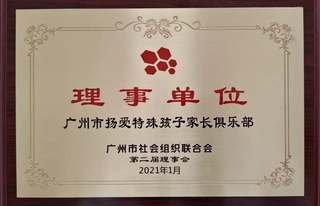 理事单位
广州市扬爱特殊孩子家长俱乐部
广州市社会组织联合会
第二届理事会
2021年1月